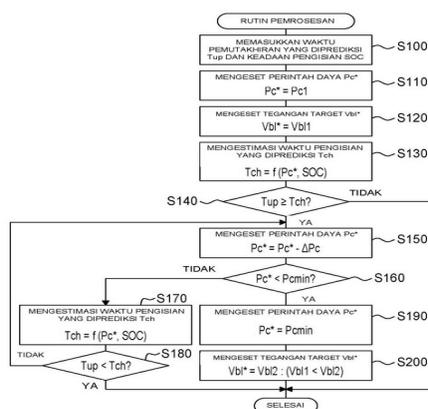 RUTIN PEMROSESAN
MEMASUKKAN WAKTU
PEMUTAKHIRAN YANG DIPREDIKSI
Tup DAN KEADAAN PENGISIAN SOC
S100
MENGESET PERINTAH DAYA Pc*
Pc* = Pc1
S110
MENGESET TEGANGAN TARGET Vbl*
Vbl* = Vbl1
S120
MENGESTIMASI WAKTU PENGISIAN
YANG DIPREDIKSI Tch
Tch = f (Pc*, SOC)
S130
S140
Tup ≥ Tch?
TIDAK
YA
MENGESET PERINTAH DAYA Pc*
Pc* = Pc* - ΔPc
S150
TIDAK
Pc* < Pcmin?
S160
YA
S170
MENGESTIMASI WAKTU PENGISIAN
YANG DIPREDIKSI Tch
Tch = f (Pc*, SOC)
TIDAK
Tup < Tch?
S180
YA
MENGESET PERINTAH DAYA Pc*
Pc* = Pcmin
S190
MENGESET TEGANGAN TARGET Vbl*
Vbl* = Vbl2 : (Vbl1 < Vbl2)
S200
SELESAI